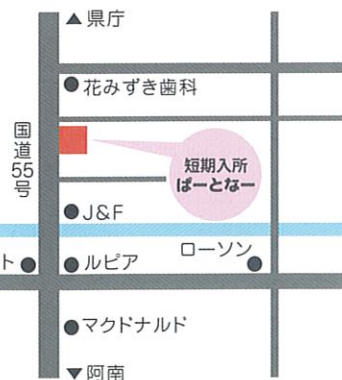 ▲県庁
花みずき歯科
国道55号
短期入所
ぱーとなー
J&F
ローソン
ト
ルピア
マクドナルド
▼阿南